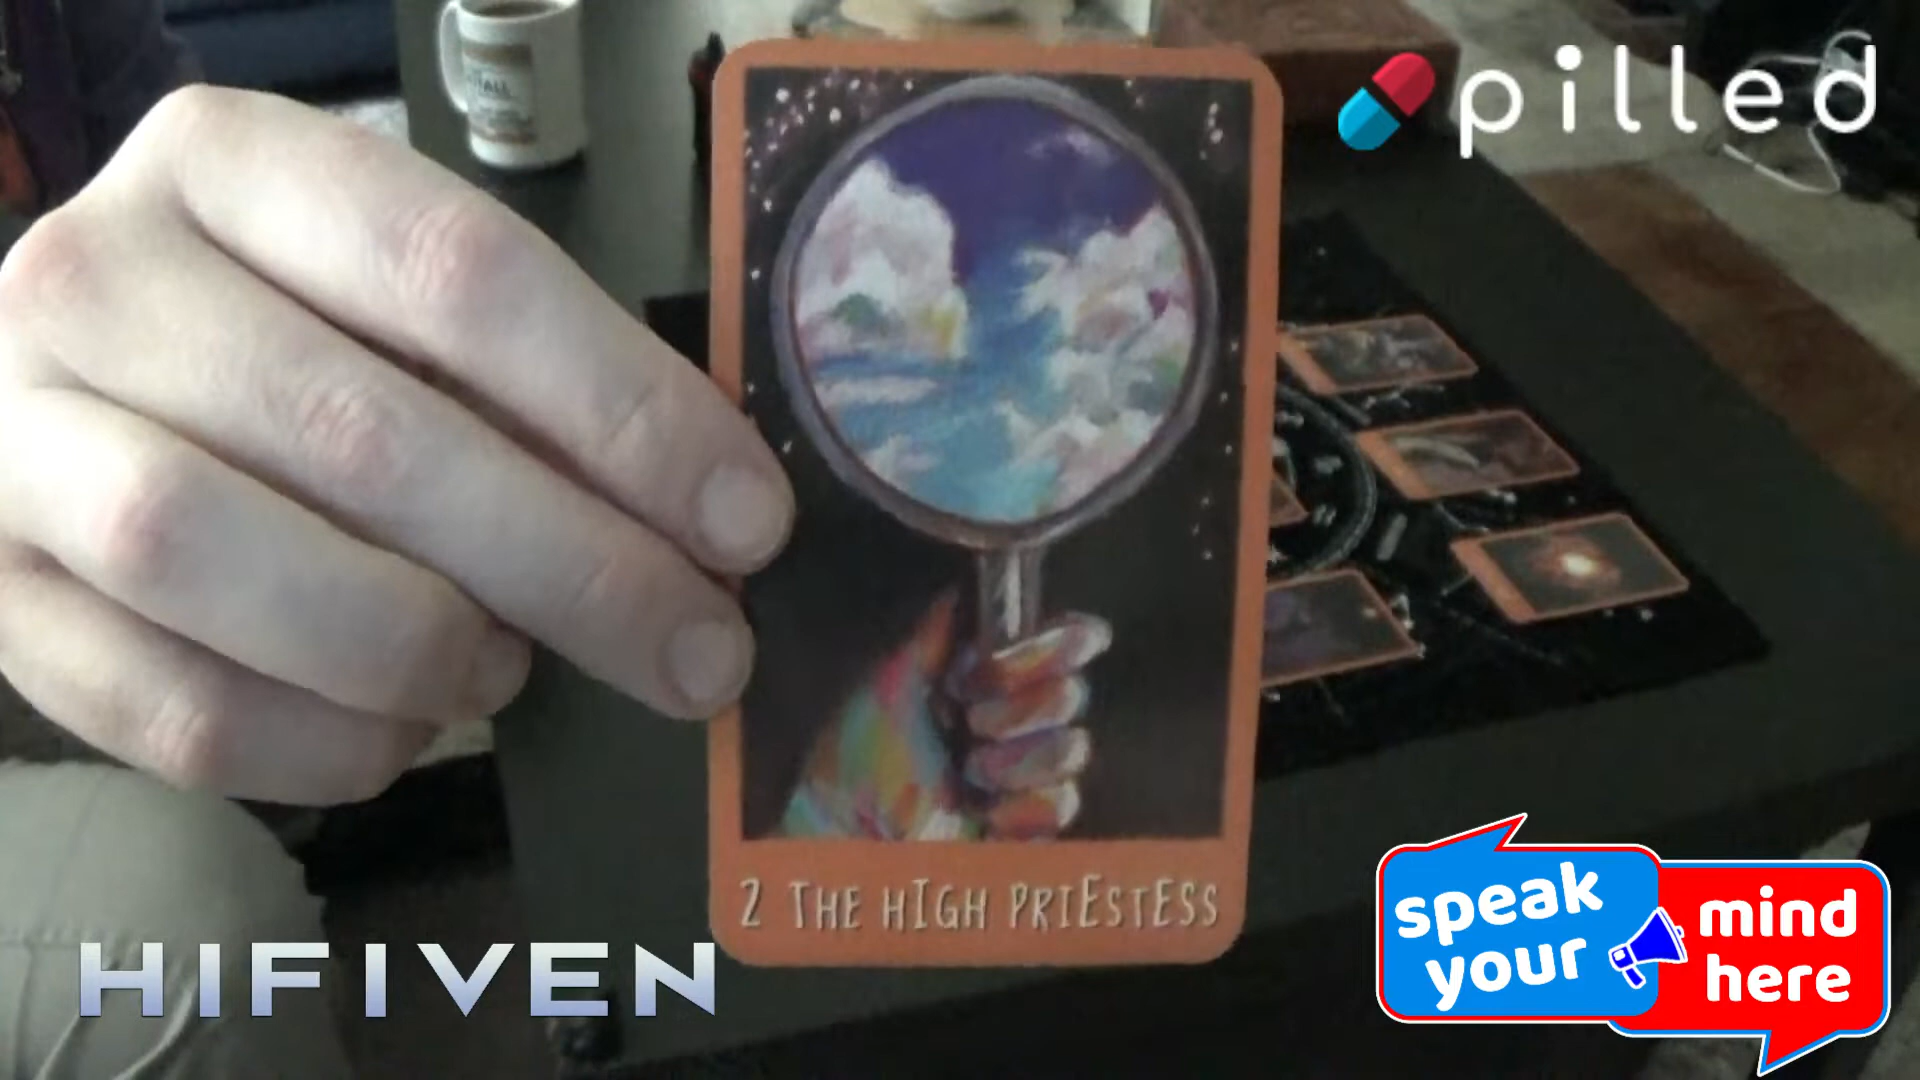 pilled
2 THE HIGH PRIESTESS
HIFIVEN
speak
your
mind
here